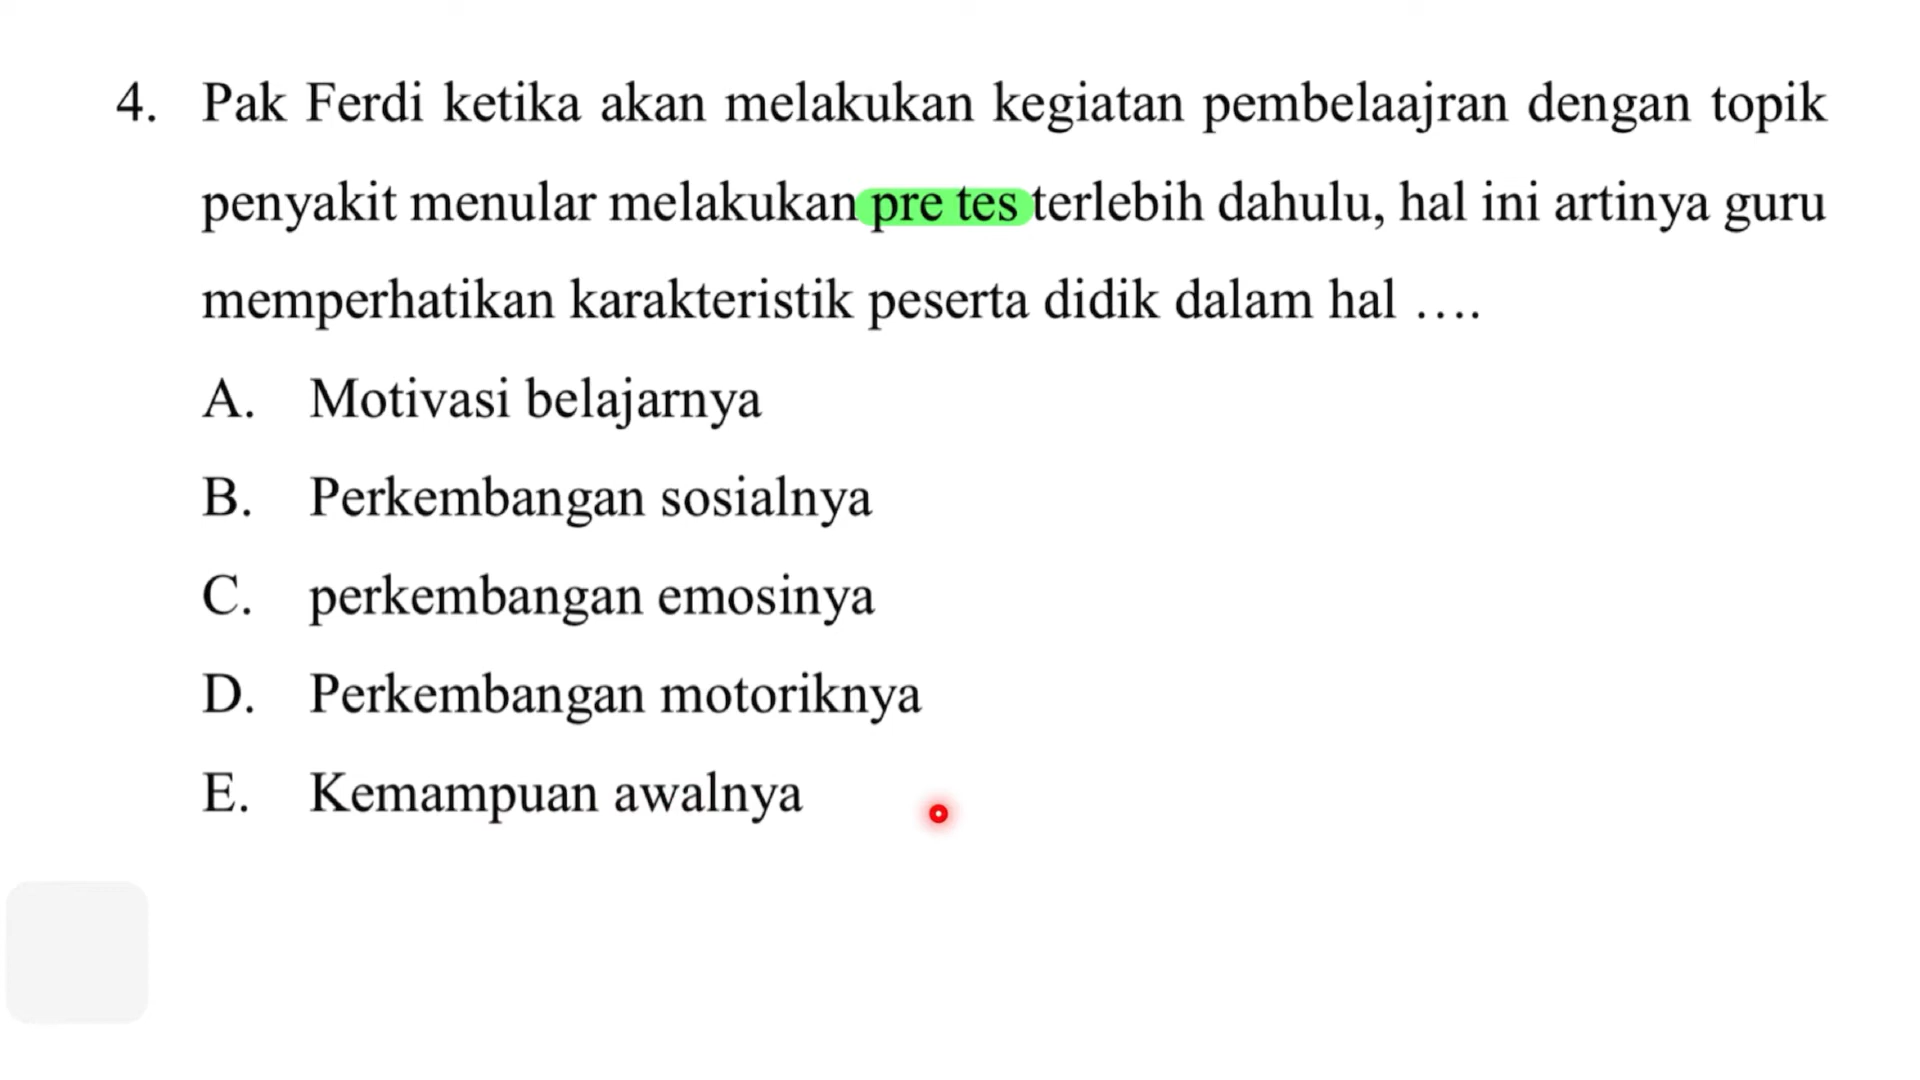 4. Pak Ferdi ketika akan melakukan kegiatan pembelaajran dengan topik
penyakit menular melakukan pre tes terlebih dahulu, hal ini artinya guru
memperhatikan karakteristik peserta didik dalam hal ….
A. Motivasi belajarnya
B. Perkembangan sosialnya
C. perkembangan emosinya
D. Perkembangan motoriknya
E. Kemampuan awalnya